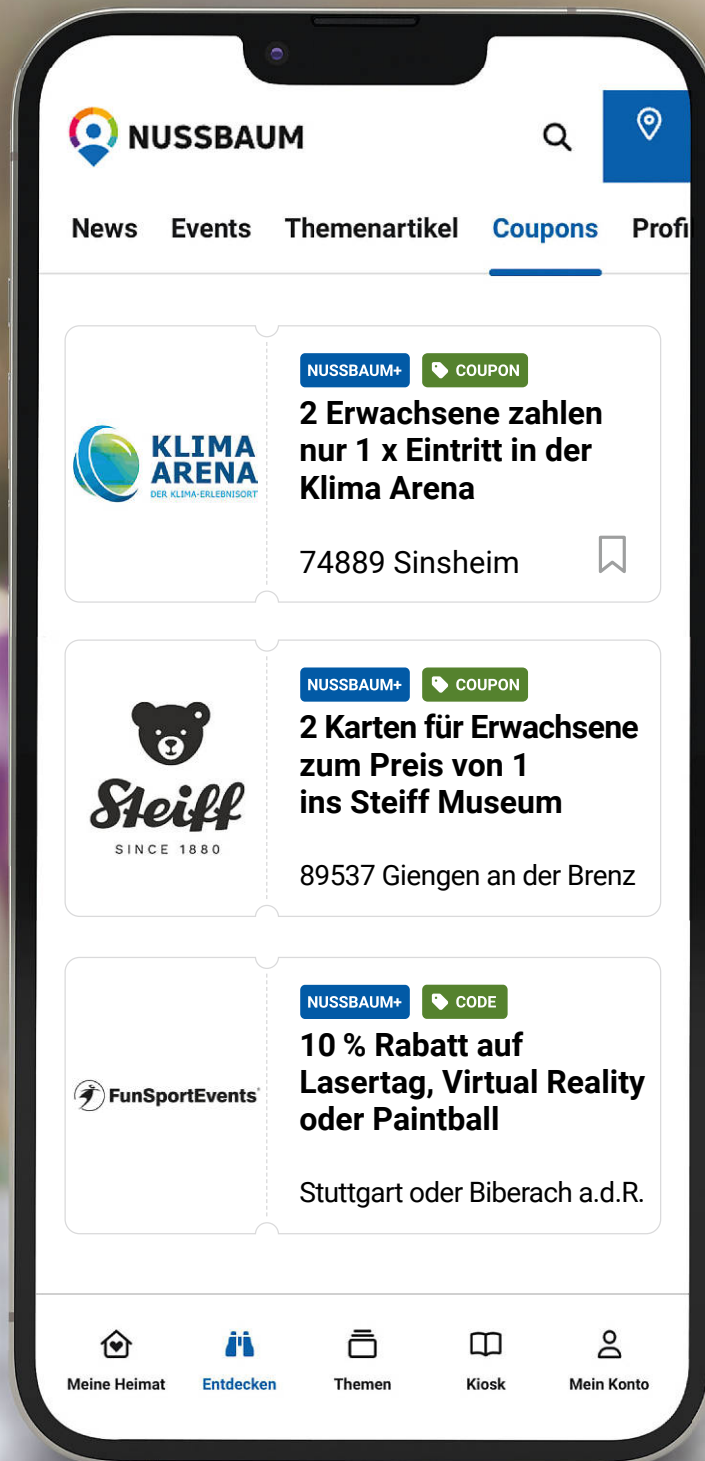 NUSSBAUM
News Events Themenartikel Coupons Profil
NUSSBAUM+ COUPON
2 Erwachsene zahlen
nur 1 x Eintritt in der
Klima Arena
KLIMA
ARENA
DER KLIMA-ERLEBNISORT
74889 Sinsheim
NUSSBAUM+ COUPON
2 Karten für Erwachsene
zum Preis von 1
ins Steiff Museum
Steiff
SINCE 1880
89537 Giengen an der Brenz
NUSSBAUM+ CODE
10 % Rabatt auf
Lasertag, Virtual Reality
oder Paintball
FunSportEvents
Stuttgart oder Biberach a.d.R.
Meine Heimat Entdecken Themen Kiosk Mein Konto